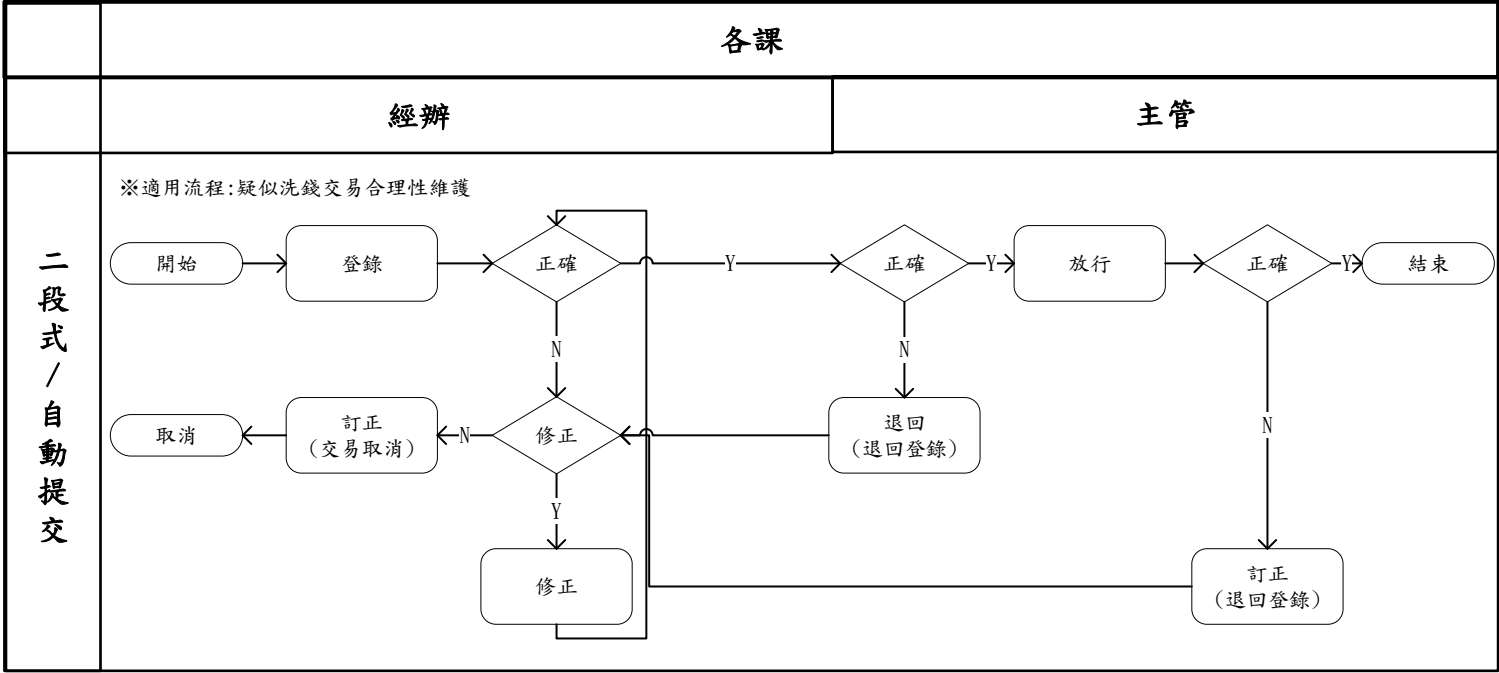 各課
經辦
主管
二段式/自動提交
※適用流程:疑似洗錢交易合理性維護
開始
登錄
正確
Y
正確
Y
放行
正確
Y
結束
N
N
N
取消
訂正
(交易取消)
N
修正
退回
(退回登錄)
Y
修正
訂正
(退回登錄)